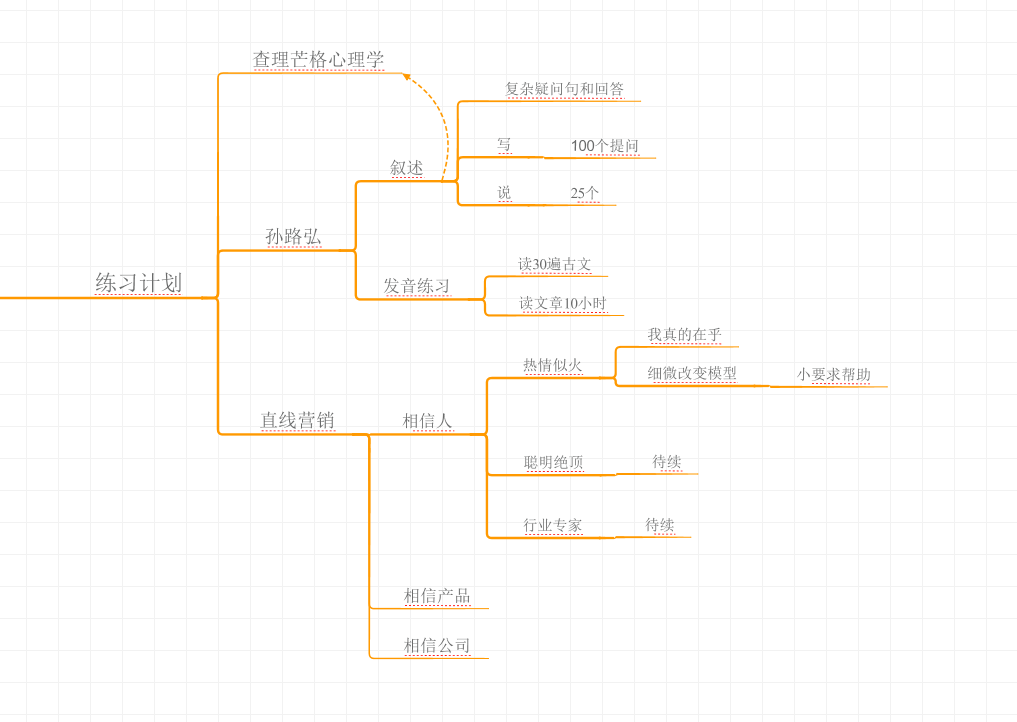 查理芒格心理学
复杂疑问句和回答
写
100个提问
叙述
说
25个
孙路弘
读30遍古文
发音练习
练习计划
读文章10小时
我真的在乎
热情似火
细微改变模型
小要求帮助
直线营销
相信人
聪明绝顶
待续
行业专家
待续
相信产品
相信公司